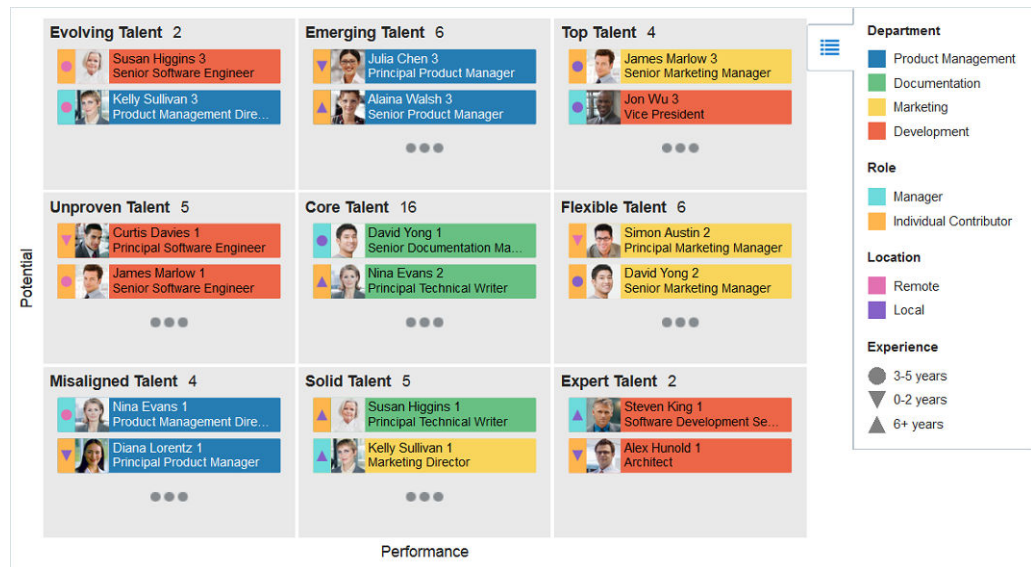 Evolving Talent 2
Susan Higgins 3
Senior Software Engineer
Kelly Sullivan 3
Product Management Dire...
Emerging Talent 6
Julia Chen 3
Principal Product Manager
Alaina Walsh 3
Senior Product Manager
Top Talent 4
James Marlow 3
Senior Marketing Manager
Jon Wu 3
Vice President
Unproven Talent 5
Curtis Davies 1
Principal Software Engineer
James Marlow 1
Senior Software Engineer
Core Talent 16
David Yong 1
Senior Documentation Ma...
Nina Evans 2
Principal Technical Writer
Flexible Talent 6
Simon Austin 2
Principal Marketing Manager
David Yong 2
Senior Marketing Manager
Misaligned Talent 4
Nina Evans 1
Product Management Dire...
Diana Lorentz 1
Principal Product Manager
Solid Talent 5
Susan Higgins 1
Principal Technical Writer
Kelly Sullivan 1
Marketing Director
Expert Talent 2
Steven King 1
Software Development Se...
Alex Hunold 1
Architect
Potential
Performance
Department
Product Management
Documentation
Marketing
Development
Role
Manager
Individual Contributor
Location
Remote
Local
Experience
3-5 years
0-2 years
6+ years